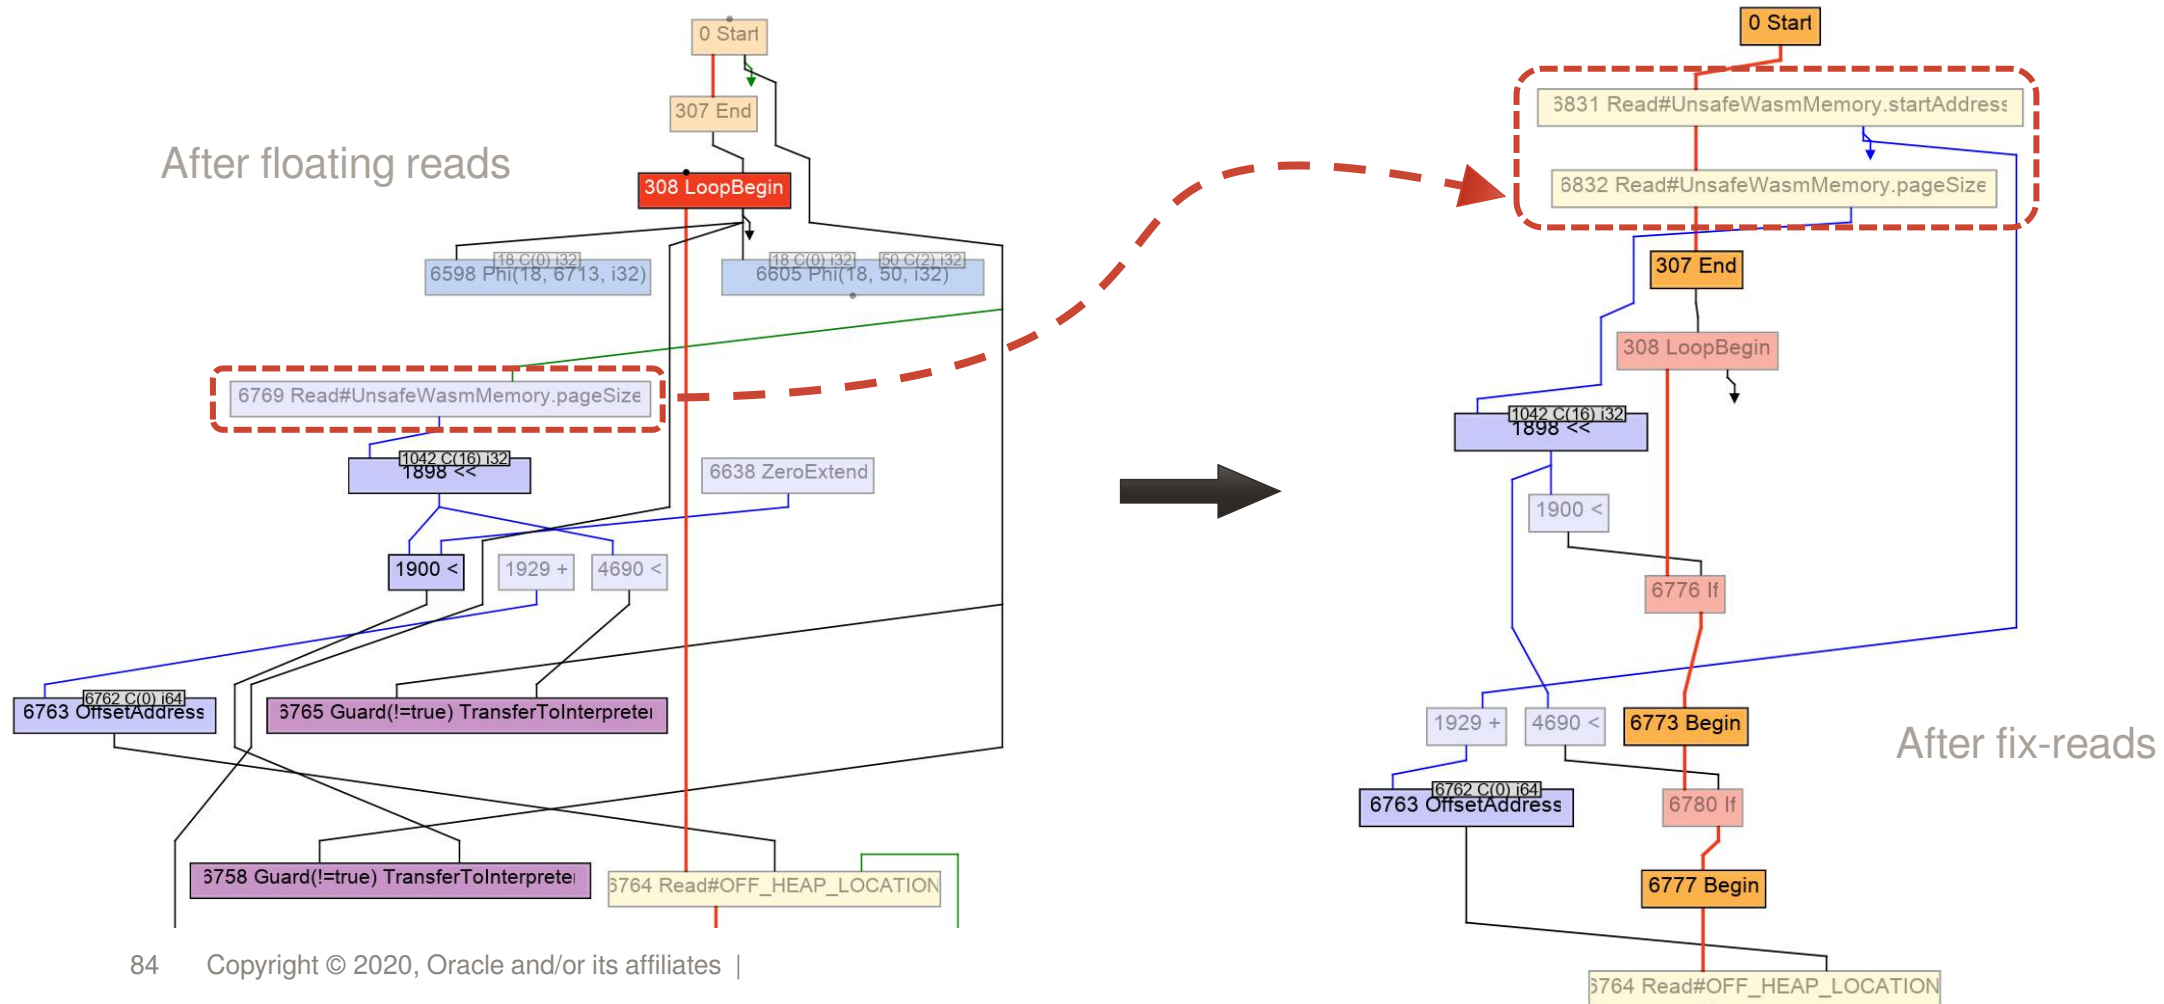 0 Start
307 End
After floating reads
308 LoopBegin
18 C(0) i32
6598 Phi(18, 6713, i32)
18 C(0) i32
50 C(2) i32
6605 Phi(18, 50, i32)
6769 Read#UnsafeWasmMemory.pageSize
1042 C(16) i32
1898 <<
6638 ZeroExtend
1900 <
1929 +
4690 <
6762 C(0) i64
6763 OffsetAddress
6765 Guard(!=true) TransferToInterpreter
6758 Guard(!=true) TransferToInterpreter
6764 Read#OFF_HEAP_LOCATION
0 Start
6831 Read#UnsafeWasmMemory.startAddress
6832 Read#UnsafeWasmMemory.pageSize
307 End
308 LoopBegin
1042 C(16) i32
1898 <<
1900 <
6776 If
1929 +
4690 <
6773 Begin
After fix-reads
6762 C(0) i64
6763 OffsetAddress
6780 If
6777 Begin
6764 Read#OFF_HEAP_LOCATION
84 Copyright © 2020, Oracle and/or its affiliates |